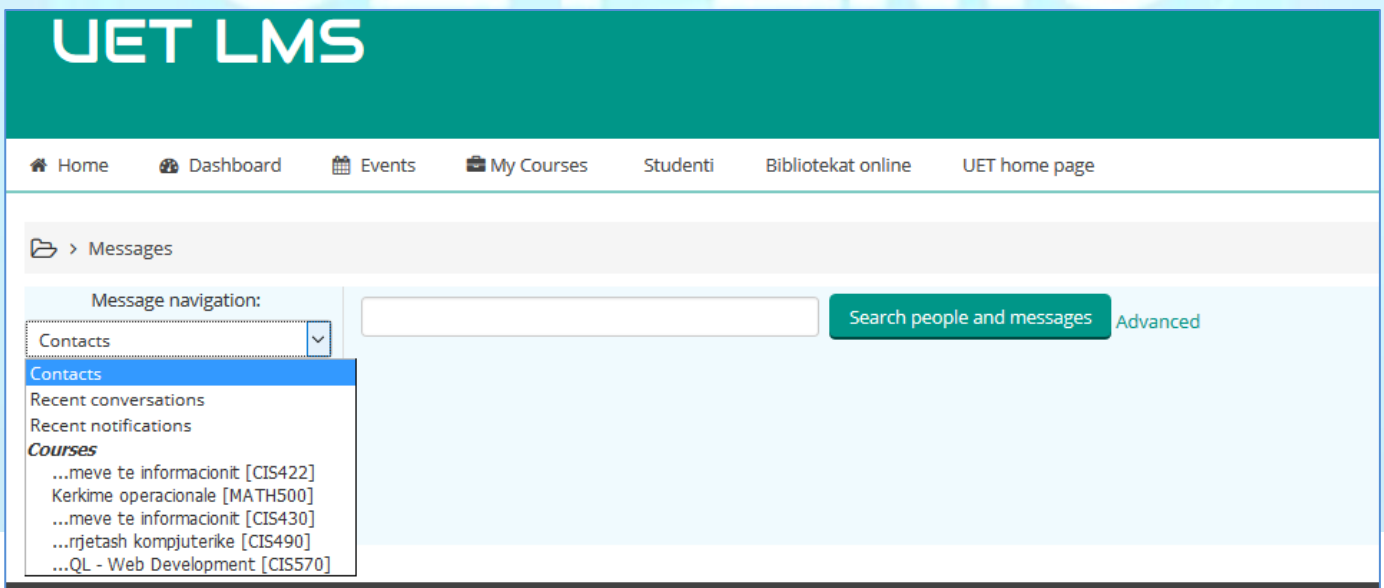 UET LMS
Home Dashboard Events My Courses Studenti Bibliotekat online UET home page
> Messages
Message navigation:
Contacts
Search people and messages Advanced
Contacts
Recent conversations
Recent notifications
Courses
...meve te informacionit [CIS422]
Kerkime operacionale [MATH500]
...meve te informacionit [CIS430]
...rrjetash kompjuterike [CIS490]
...QL - Web Development [CIS570]